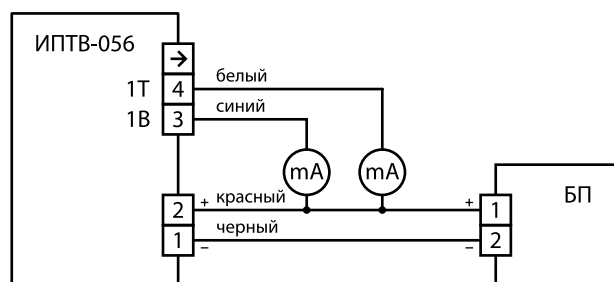 ИПТВ-056
→
1Т 4 белый
1В 3 синий
mA mA
2 + красный + 1 БП
1 – черный – 2